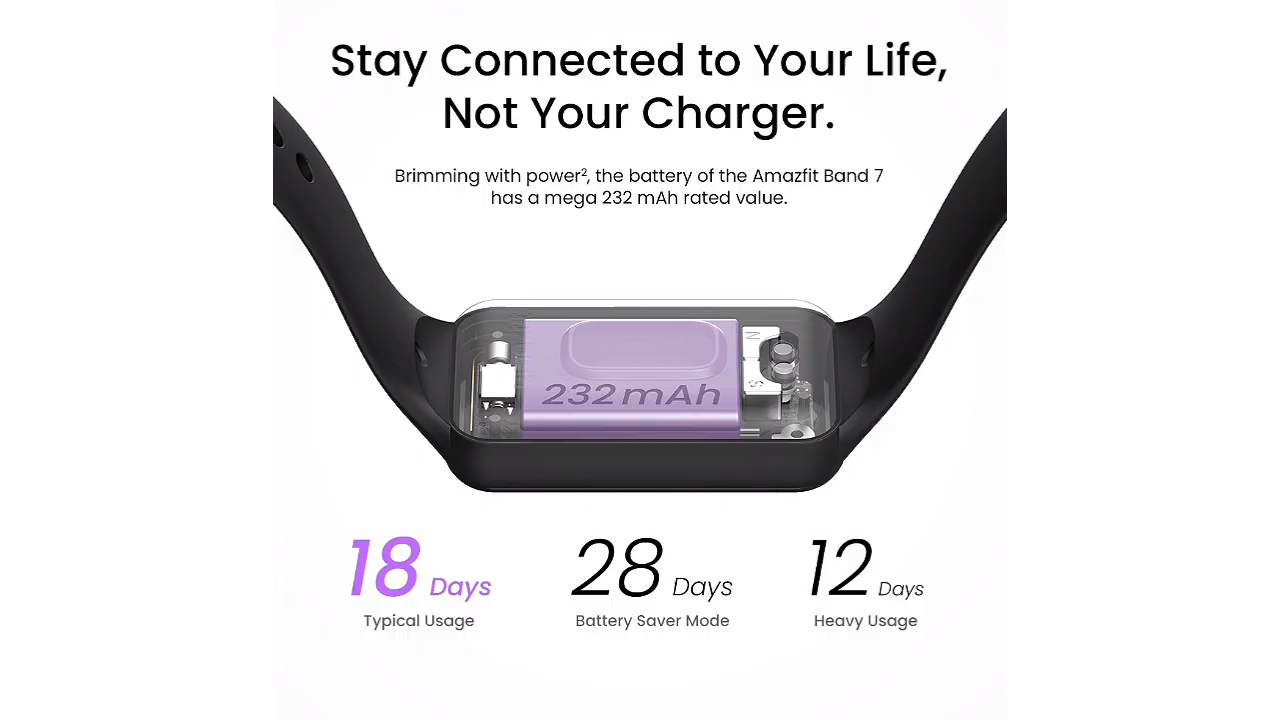 Stay Connected to Your Life,
Not Your Charger.
Brimming with power², the battery of the Amazfit Band 7
has a mega 232 mAh rated value.
N
232 mAh
S
18 Days
28 Days
12 Days
Typical Usage
Battery Saver Mode
Heavy Usage